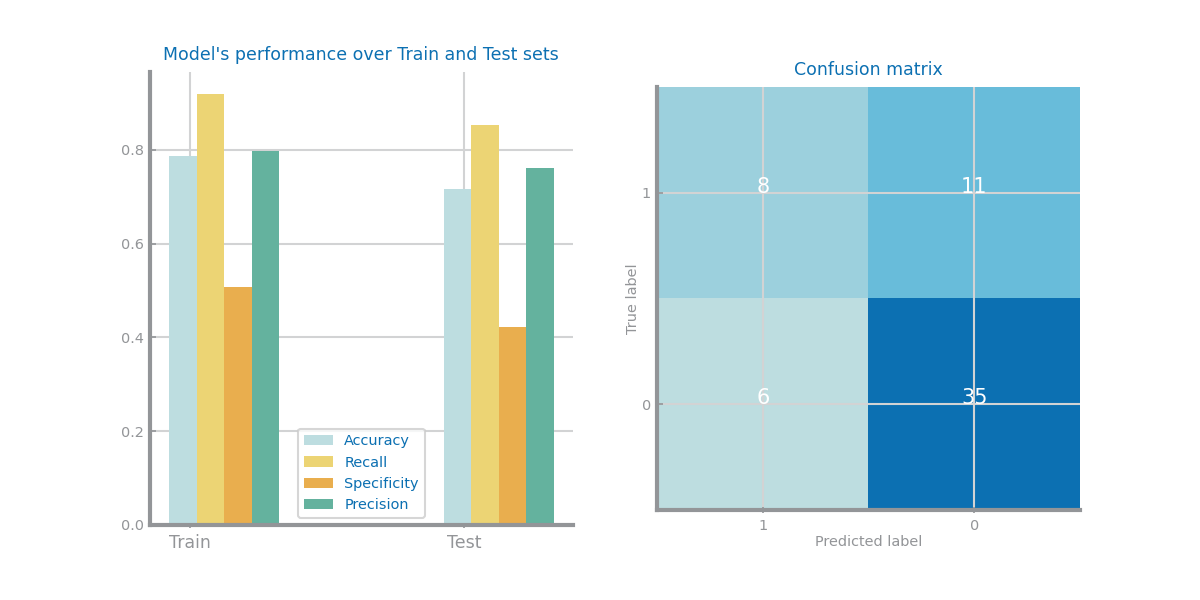 Model's performance over Train and Test sets
0.8
0.6
0.4
0.2
0.0
Train
Test
Accuracy
Recall
Specificity
Precision
Confusion matrix
True label
1
0
8
11
6
35
1
0
Predicted label